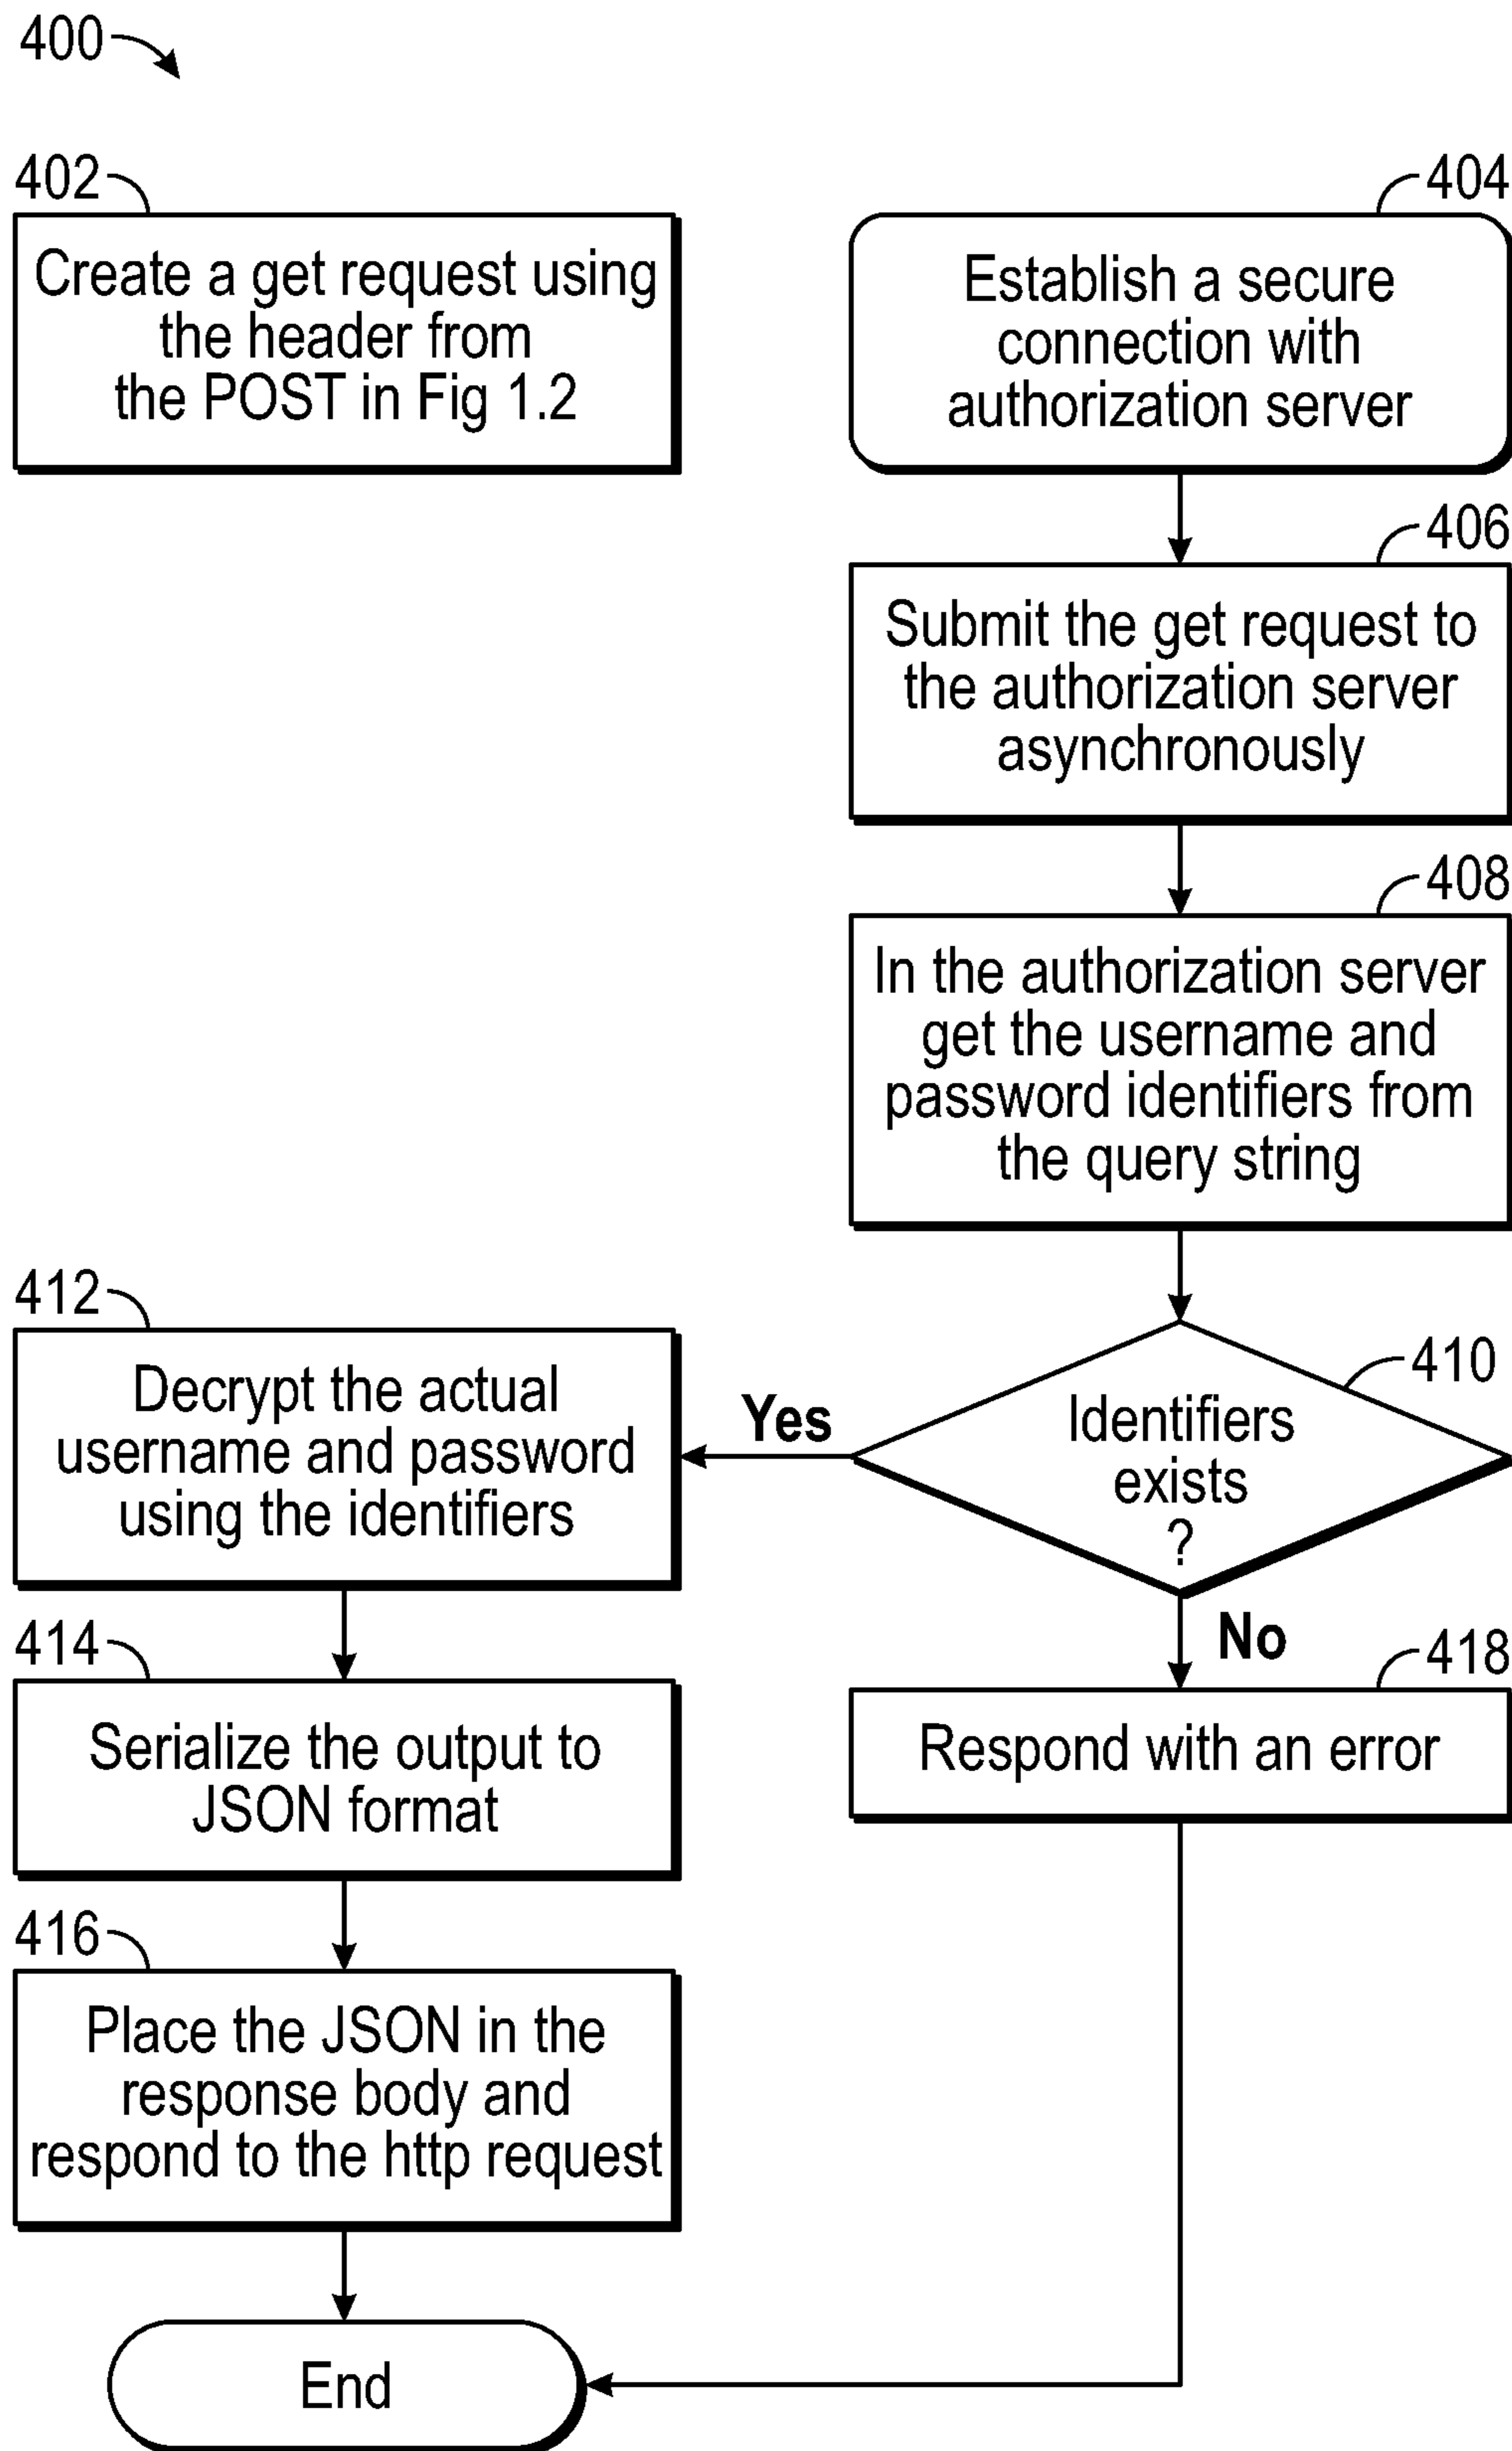 400
402
Create a get request using
the header from
the POST in Fig 1.2
404
Establish a secure
connection with
authorization server
406
Submit the get request to
the authorization server
asynchronously
408
In the authorization server
get the username and
password identifiers from
the query string
410
Identifiers
exists
?
Yes
No
412
Decrypt the actual
username and password
using the identifiers
414
Serialize the output to
JSON format
416
Place the JSON in the
response body and
respond to the http request
418
Respond with an error
End